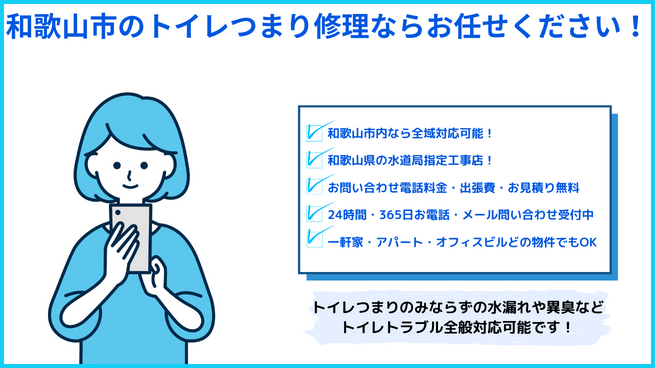 和歌山市のトイレつまり修理ならお任せください！
和歌山市内なら全域対応可能！
和歌山県の水道局指定工事店！
お問い合わせ電話料金・出張費・お見積り無料
24時間・365日お電話・メール問い合わせ受付中
一軒家・アパート・オフィスビルどの物件でもOK
トイレつまりのみならずの水漏れや異臭など
トイレトラブル全般対応可能です！